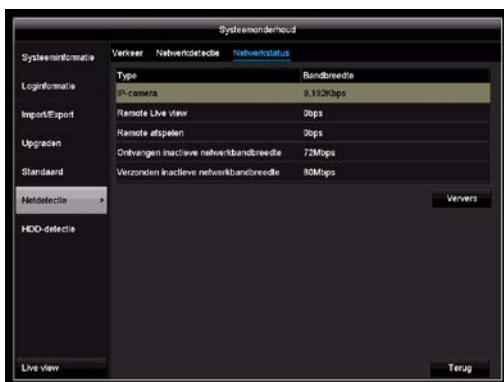 Systeemonderhoud
Systeeminformatie
Loginformatie
Import/Export
Upgraden
Standaard
Netdetectie >
HDD-detectie
Live view
Verkeer Netwerkdetectie Netwerkstatus
Type Bandbreedte
IP-camera 8,192Kbps
Remote Live view 0bps
Remote afspelen 0bps
Ontvangen inactieve netwerkbandbreedte 72Mbps
Verzonden inactieve netwerkbandbreedte 80Mbps
Ververs
Terug